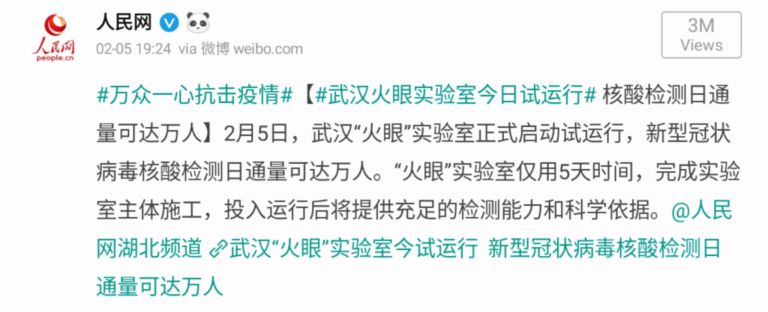 人民网
02-05 19:24 via 微博 weibo.com
3M
Views
人民网
people.cn
#万众一心抗击疫情#【#武汉火眼实验室今日试运行# 核酸检测日通
量可达万人】2月5日，武汉“火眼”实验室正式启动试运行，新型冠状
病毒核酸检测日通量可达万人。“火眼”实验室仅用5天时间，完成实验
室主体施工，投入运行后将提供充足的检测能力和科学依据。@人民
网湖北频道 武汉“火眼”实验室今试运行 新型冠状病毒核酸检测日
通量可达万人